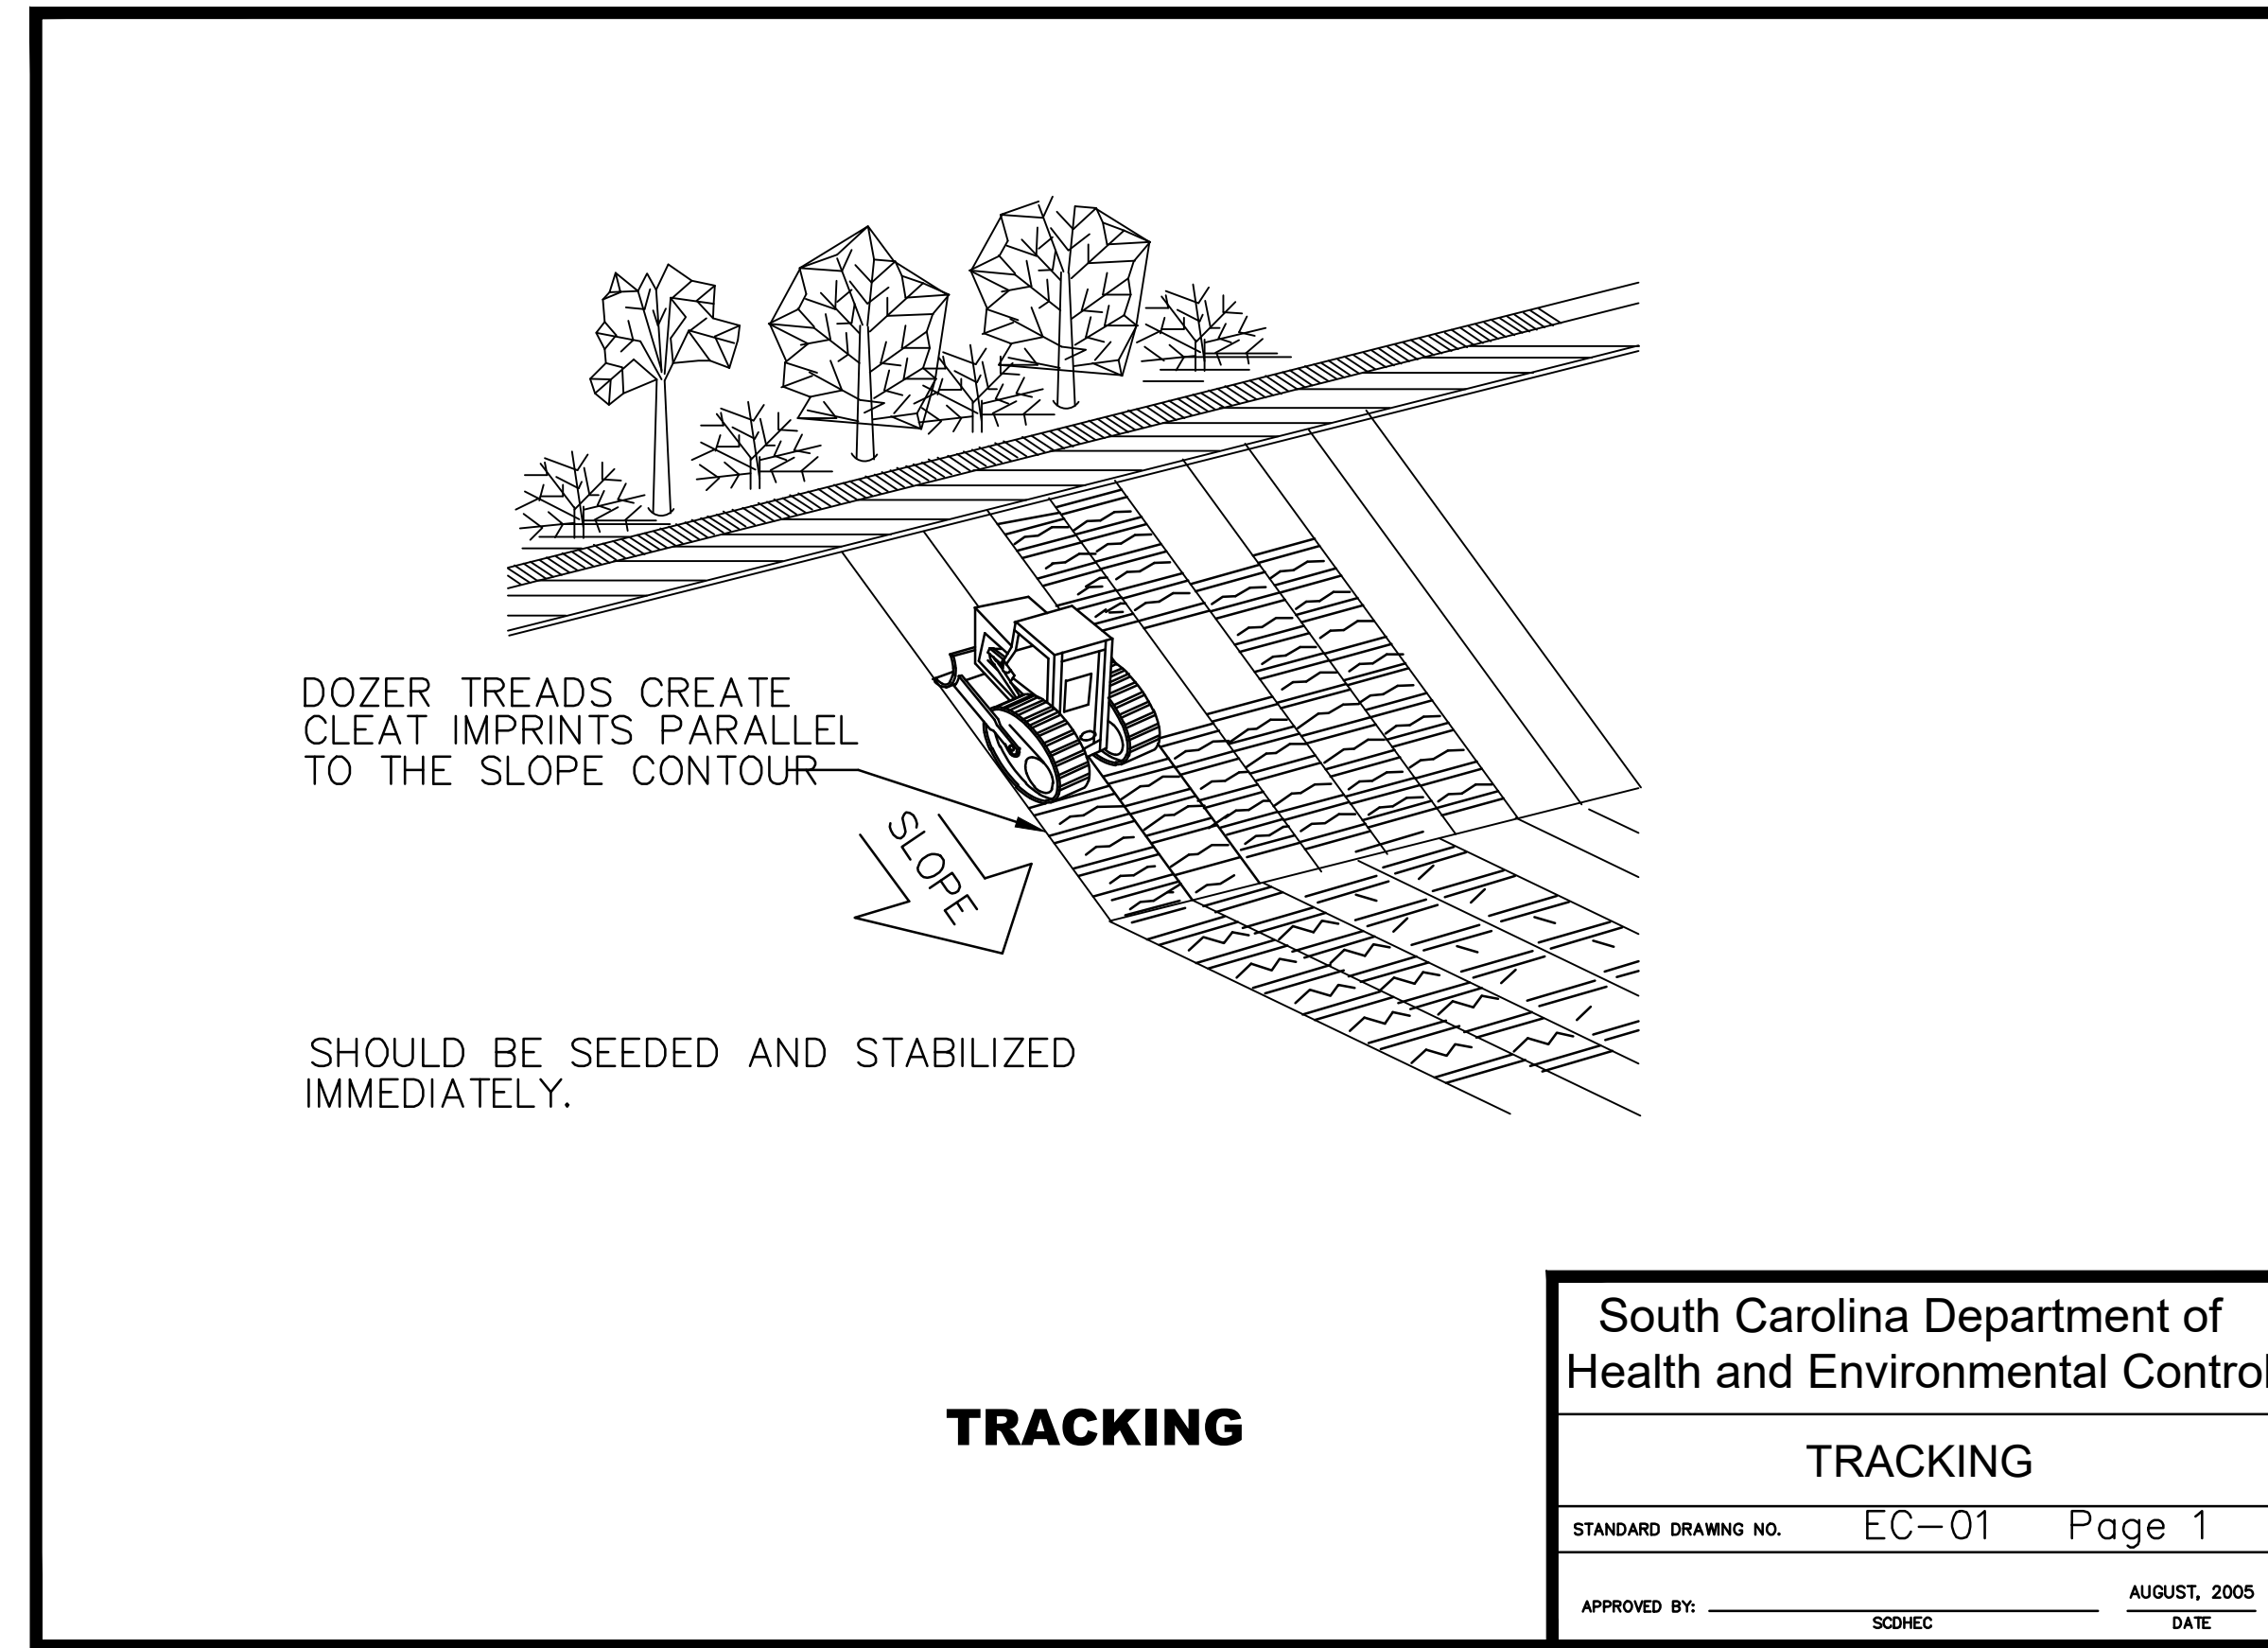 DOZER TREADS CREATE
CLEAT IMPRINTS PARALLEL
TO THE SLOPE CONTOUR
SLOPE
SHOULD BE SEEDED AND STABILIZED
IMMEDIATELY.
TRACKING
South Carolina Department of
Health and Environmental Control
TRACKING
STANDARD DRAWING NO. EC-01 Page 1
APPROVED BY: AUGUST, 2005
SCDHEC DATE